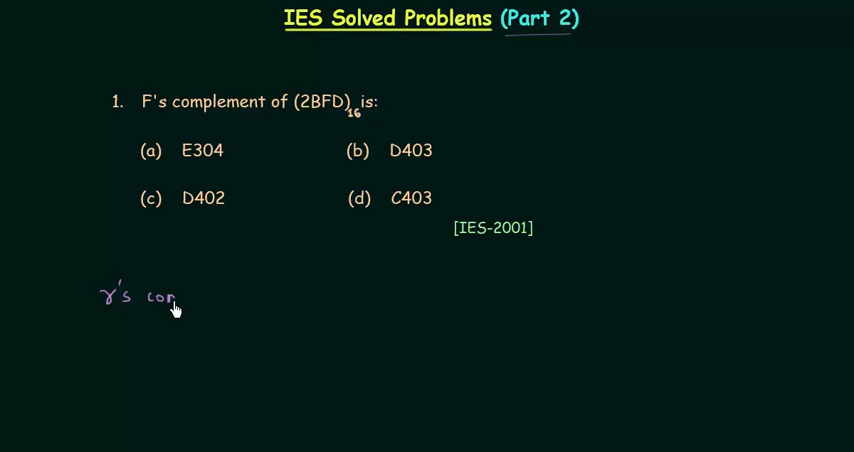 IES Solved Problems (Part 2)
1. F's complement of (2BFD)₁₆ is:
(a) E304 (b) D403
(c) D402 (d) C403
[IES-2001]
r's com